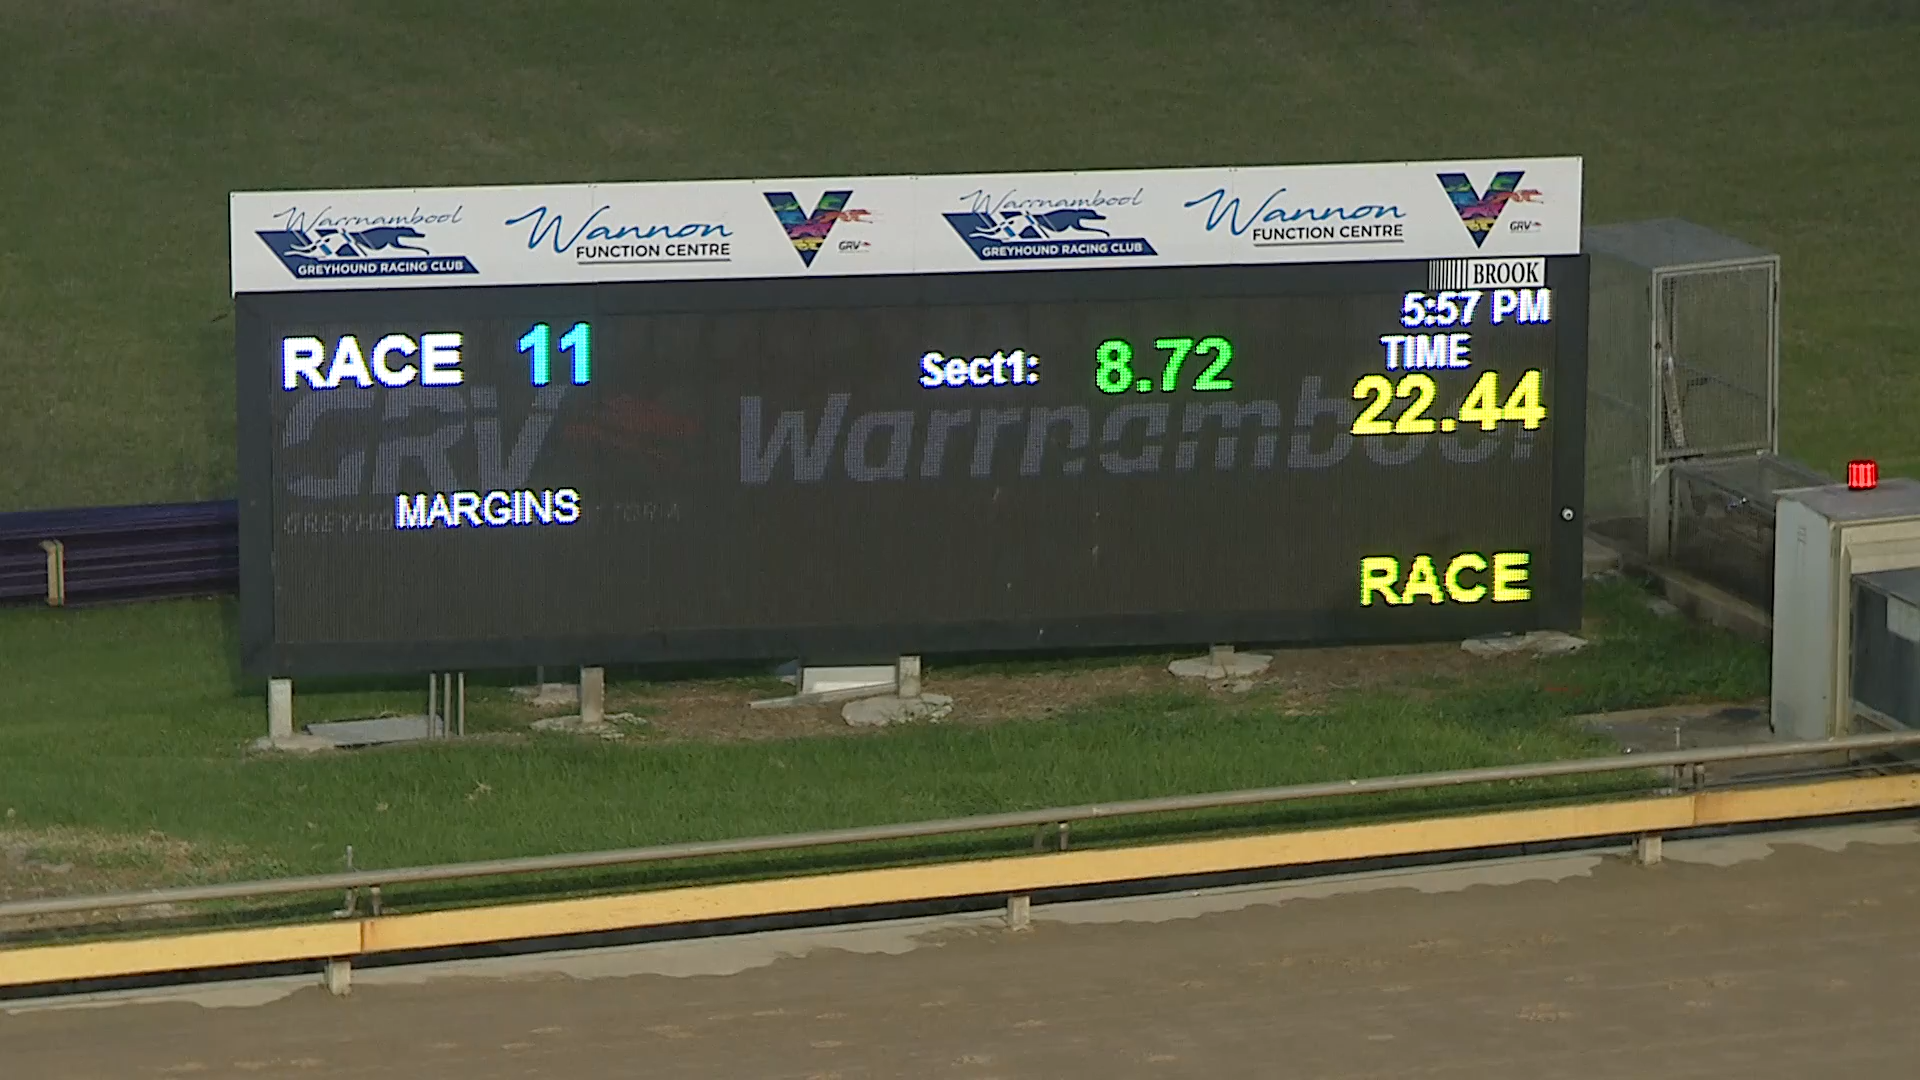 Warrnambool
GREYHOUND RACING CLUB
Wannon
FUNCTION CENTRE
V
GRV
Warrnambool
GREYHOUND RACING CLUB
Wannon
FUNCTION CENTRE
V
GRV
BROOK
5:57 PM
RACE 11
Sect1: 8.72
TIME
22.44
GRV
Warrnambool
MARGINS
RACE